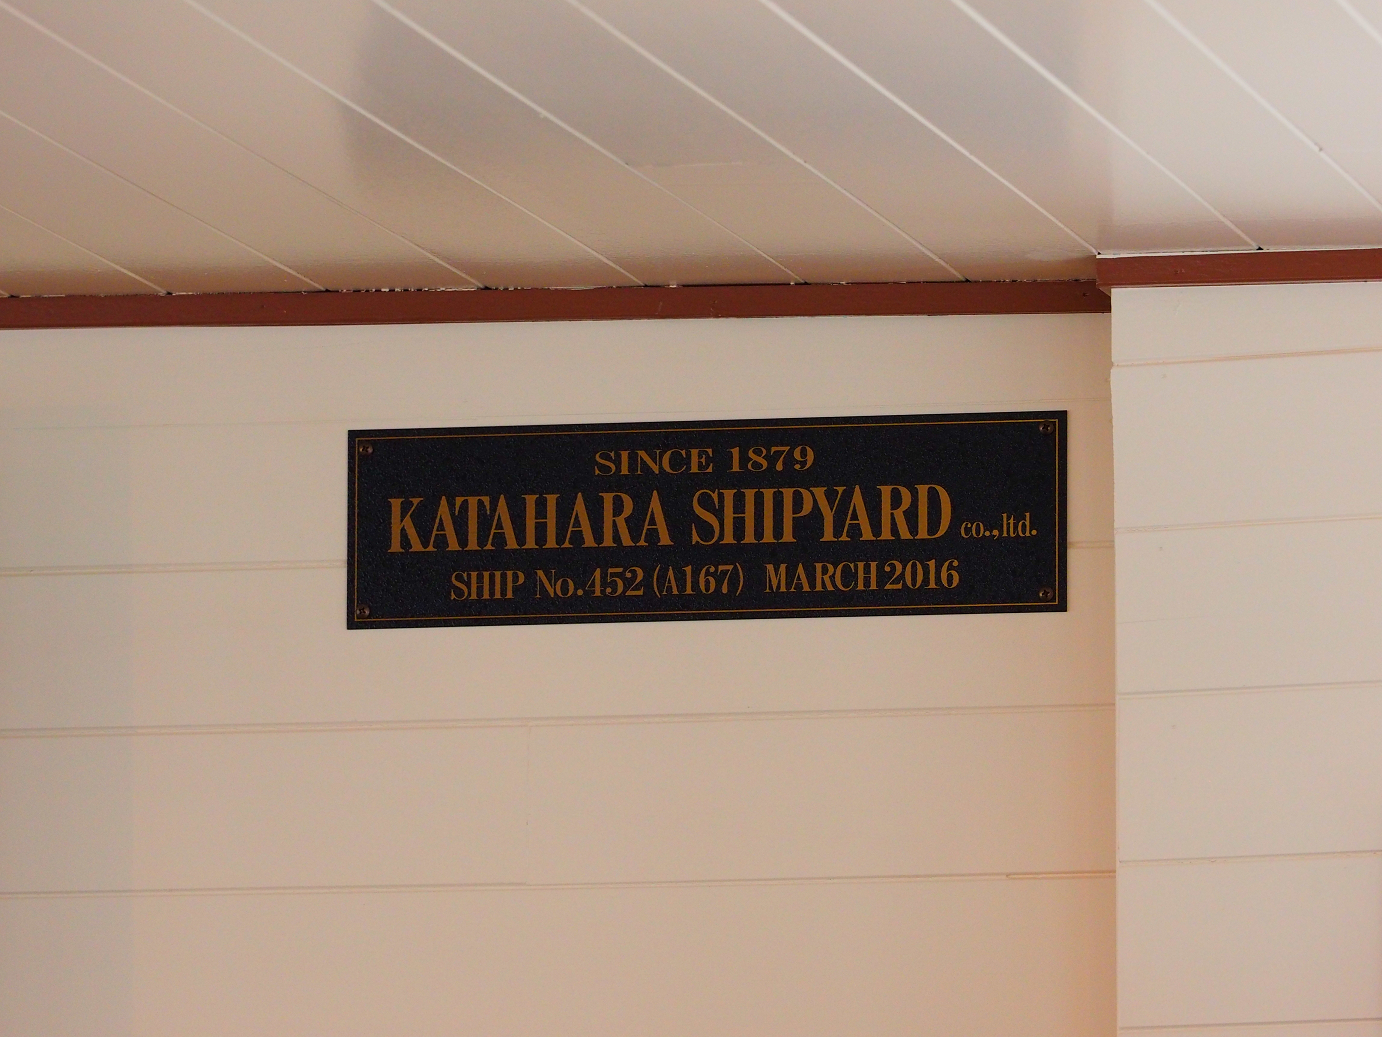 SINCE 1879
KATAHARA SHIPYARD co.,ltd.
SHIP No.452 (A167) MARCH 2016